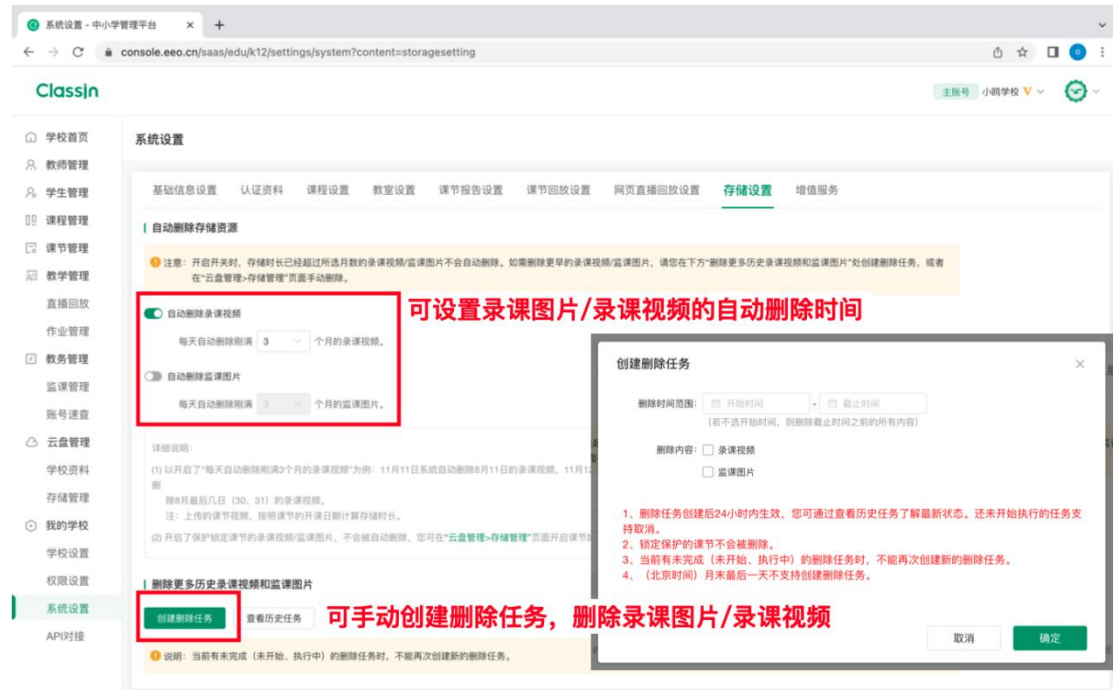 系统设置 - 中小学管理平台
console.eeo.cn/saas/edu/k12/settings/system?content=storagesetting
ClassIn
主账号 小鸥学校 V
学校首页
教师管理
学生管理
课程管理
课节管理
教学管理
直播回放
作业管理
教务管理
监课管理
账号速查
云盘管理
学校资料
存储管理
我的学校
学校设置
权限设置
系统设置
API对接
系统设置
基础信息设置 认证资料 课程设置 教室设置 课节报告设置 课节回放设置 网页直播回放设置 存储设置 增值服务
自动删除存储资源
注意：开启开关时，存储时长已经超过所选月数的录课视频/监课图片不会自动删除。如需删除更早的录课视频/监课图片，请您在下方“删除更多历史录课视频和监课图片”处创建删除任务，或者
在“云盘管理>存储管理”页面手动删除。
自动删除录课视频
每天自动删除刚满 3 个月的录课视频。
自动删除监课图片
每天自动删除刚满 3 个月的监课图片。
可设置录课图片/录课视频的自动删除时间
详细说明：
(1) 以开启了“每天自动删除刚满3个月的录课视频”为例：11月11日系统自动删除8月11日的录课视频，11月12
删
除8月最后几日（30、31）的录课视频。
注：上传的课节视频，按照课节的开课日期计算存储时长。
(2) 开启了保护锁定课节的录课视频/监课图片，不会被自动删除，您可在“云盘管理>存储管理”页面开启课节的
删除更多历史录课视频和监课图片
创建删除任务 查看历史任务
可手动创建删除任务，删除录课图片/录课视频
说明：当前有未完成（未开始、执行中）的删除任务时，不能再次创建新的删除任务。
创建删除任务
删除时间范围： 开始时间 - 截止时间
(若不选开始时间，则删除截止时间之前的所有内容)
删除内容： 录课视频
监课图片
1、删除任务创建后24小时内生效，您可通过查看历史任务了解最新状态。还未开始执行的任务支
持取消。
2、锁定保护的课节不会被删除。
3、当前有未完成（未开始、执行中）的删除任务时，不能再次创建新的删除任务。
4、（北京时间）月末最后一天不支持创建删除任务。
取消 确定